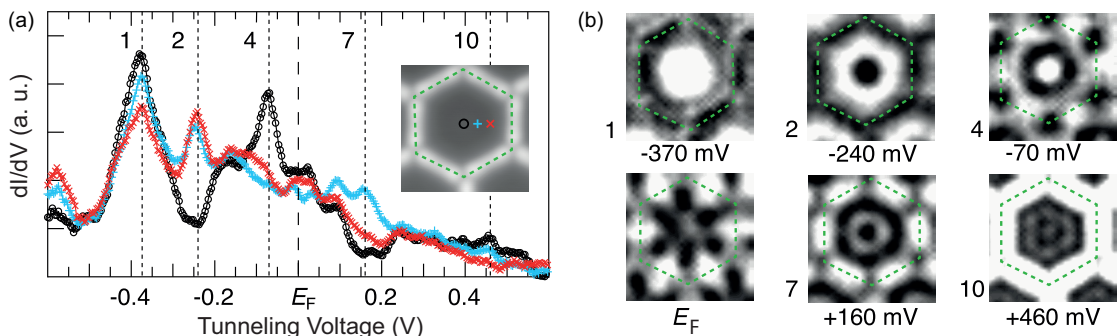 (a)
1 2 4 7 10
dI/dV (a. u.)
-0.4 -0.2 E_F 0.2 0.4
Tunneling Voltage (V)
(b)
1 2 4
-370 mV -240 mV -70 mV
7 10
E_F +160 mV +460 mV